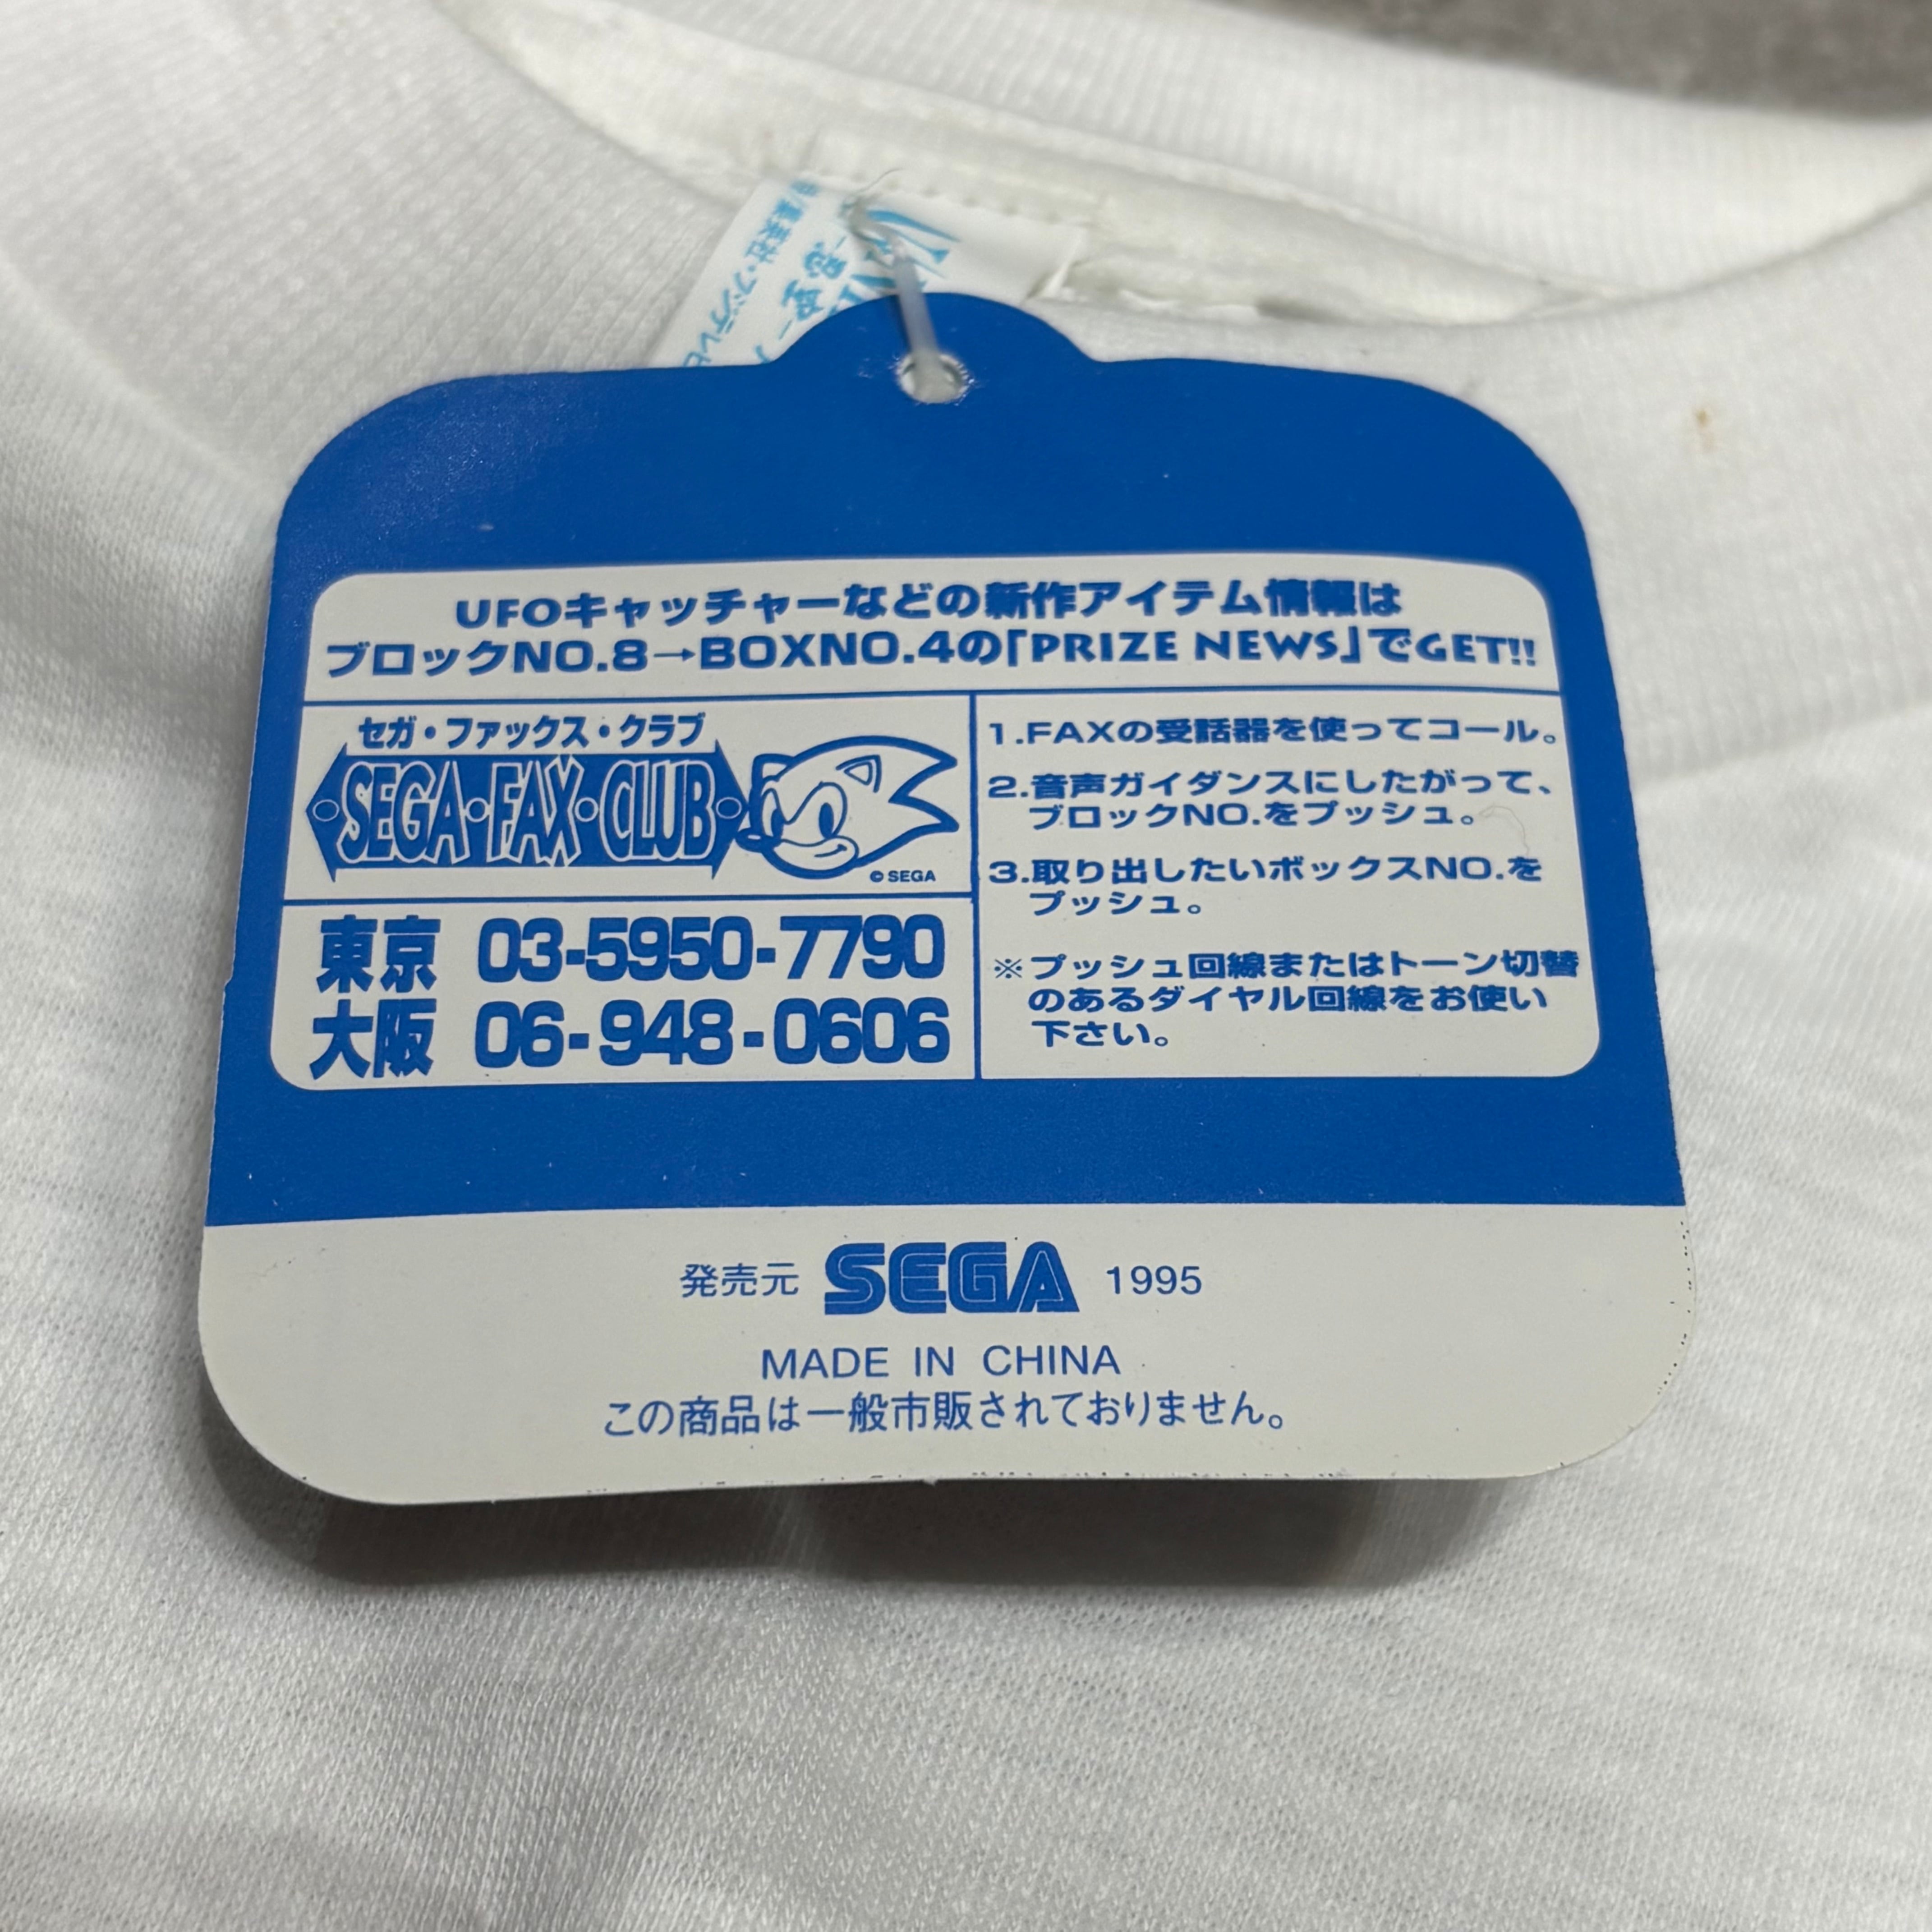 UFOキャッチャーなどの新作アイテム情報は
ブロックNO.8→BOXNO.4の「PRIZE NEWS」でGET!!
セガ・ファックス・クラブ
SEGA・FAX・CLUB
© SEGA
東京 03-5950-7790
大阪 06-948-0606
1.FAXの受話器を使ってコール。
2.音声ガイダンスにしたがって、
ブロックNO.をプッシュ。
3.取り出したいボックスNO.を
プッシュ。
※プッシュ回線またはトーン切替
のあるダイヤル回線をお使い
下さい。
発売元 SEGA 1995
MADE IN CHINA
この商品は一般市販されておりません。
集英社・フジテレビ